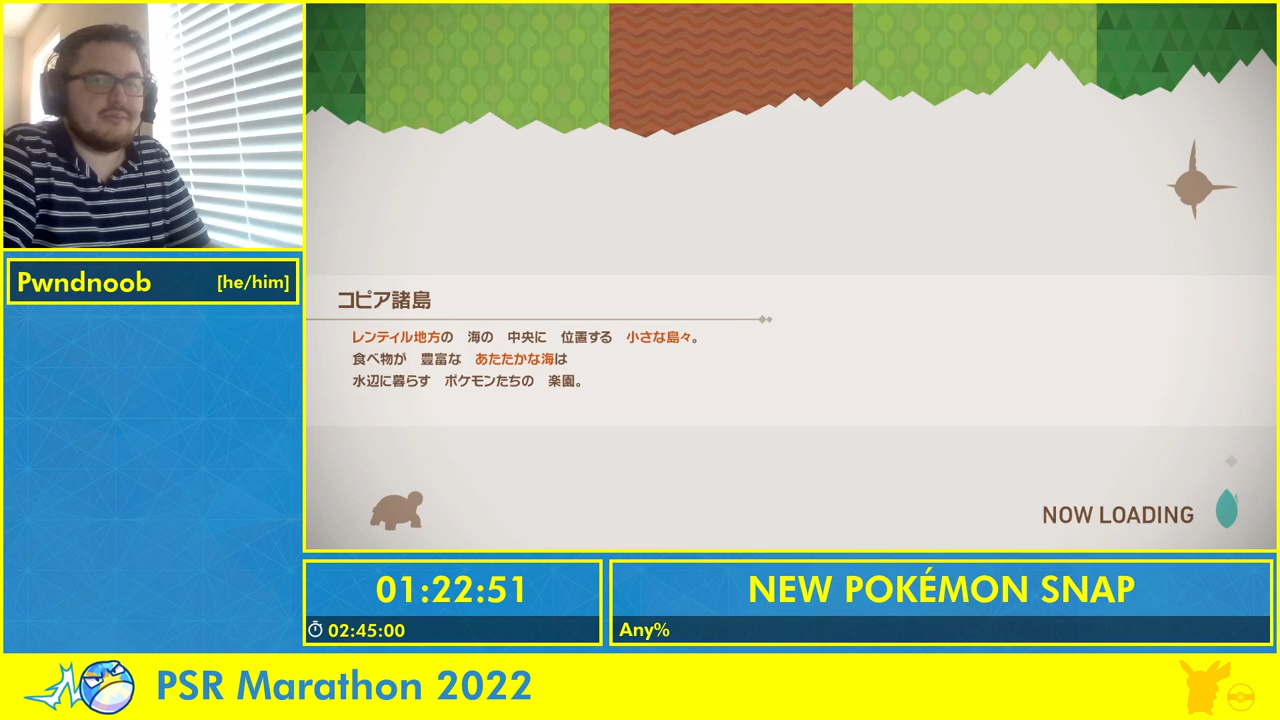 Pwndnoob [he/him]
コピア諸島
レンティル地方の 海の 中央に 位置する 小さな島々。
食べ物が 豊富な あたたかな海は
水辺に暮らす ポケモンたちの 楽園。
NOW LOADING
01:22:51
02:45:00
NEW POKÉMON SNAP
Any%
PSR Marathon 2022